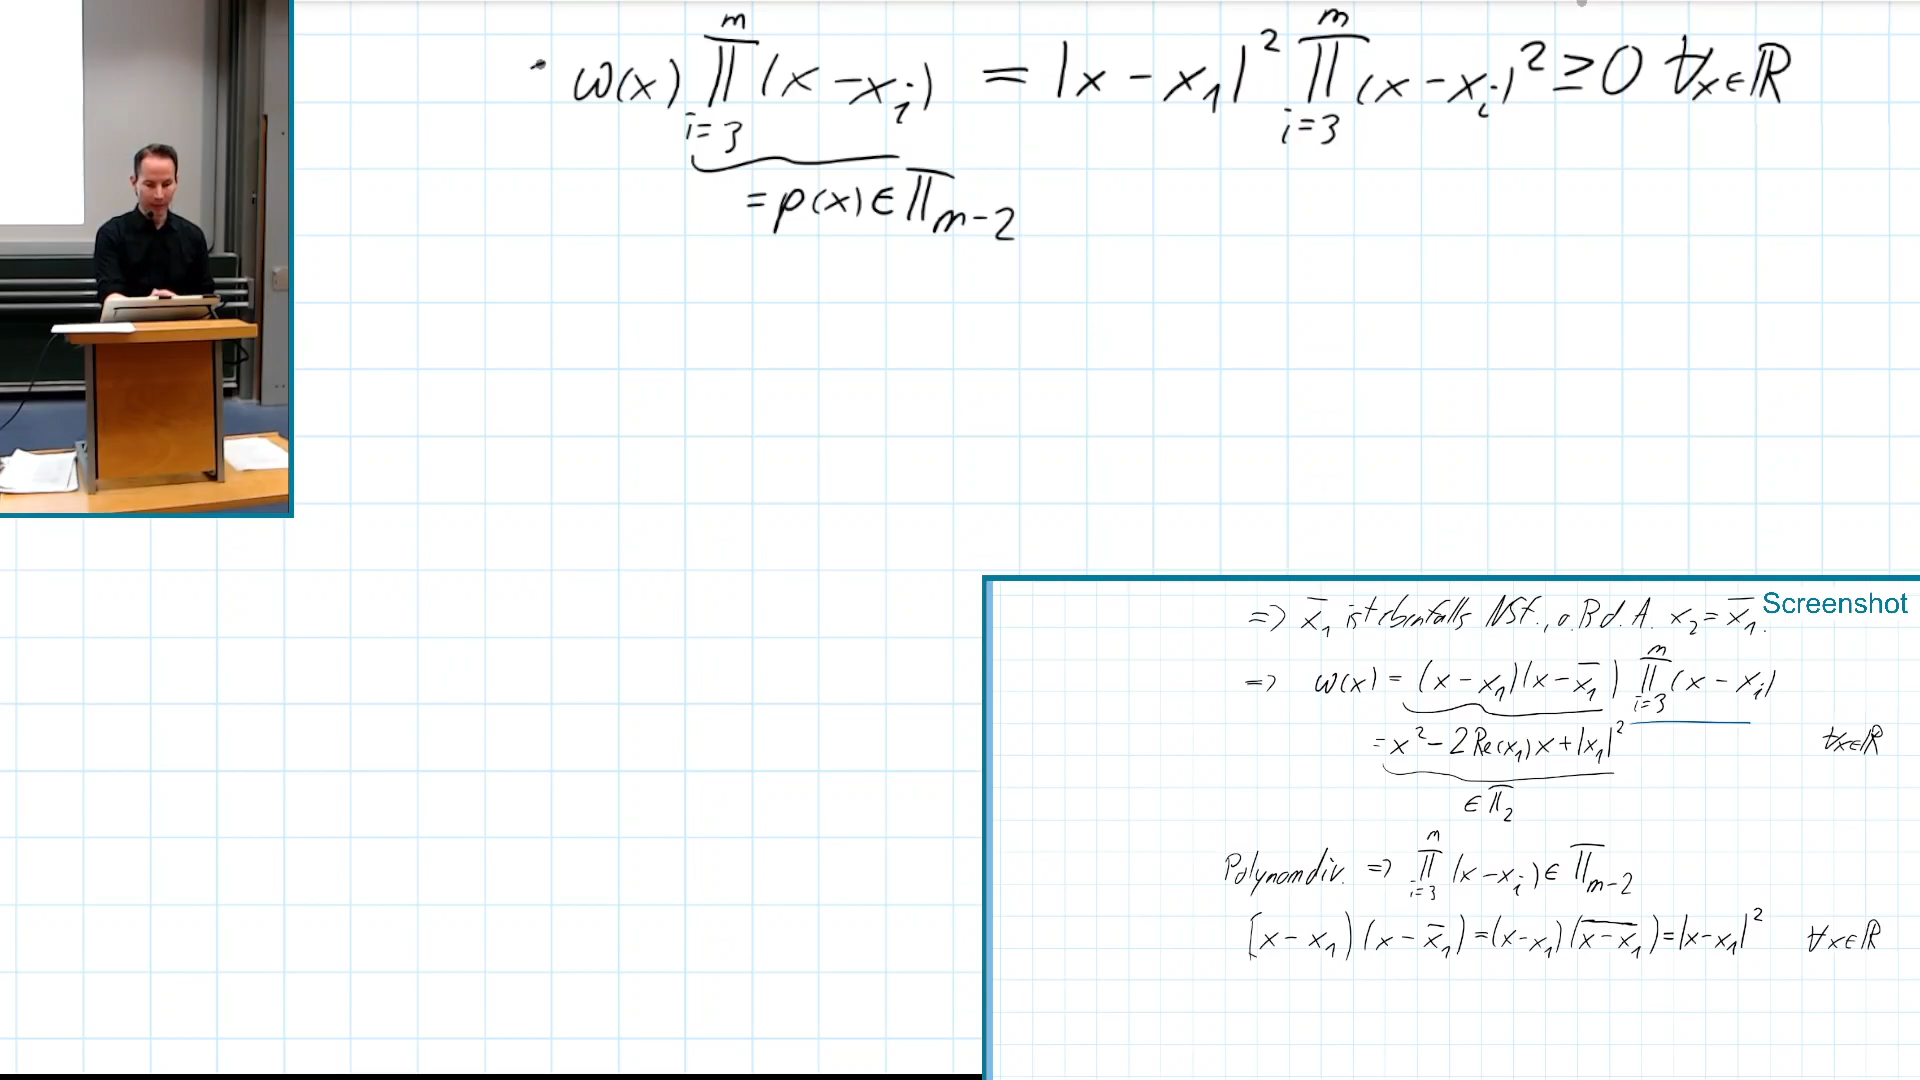 · ω(x) ∏_{i=3}^{m} (x − x_i) = |x − x_1|² ∏_{i=3}^{m} (x − x_i)² ≥ 0 ∀x∈ℝ
= p(x) ∈ Π_{m−2}
Screenshot
=> x̄_1 ist ebenfalls NSt., o.B.d.A. x_2 = x̄_1.
=> ω(x) = (x − x_1)(x − x̄_1) ∏_{i=3}^{m} (x − x_i)
= x² − 2 Re(x_1) x + |x_1|² ∀x∈ℝ
∈ Π_2
Polynomdiv. => ∏_{i=3}^{m} (x − x_i) ∈ Π_{m−2}
(x − x_1)(x − x̄_1) = (x − x_1)(\overline{x − x_1}) = |x − x_1|² ∀x∈ℝ